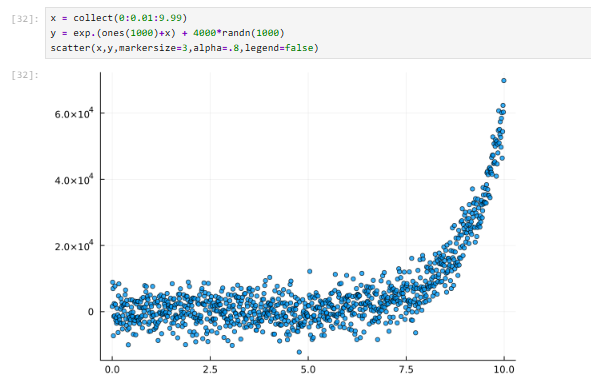 [32]: x = collect(0:0.01:9.99)
y = exp.(ones(1000)+x) + 4000*randn(1000)
scatter(x,y,markersize=3,alpha=.8,legend=false)
[32]:
6.0×10⁴
4.0×10⁴
2.0×10⁴
0
0.0 2.5 5.0 7.5 10.0